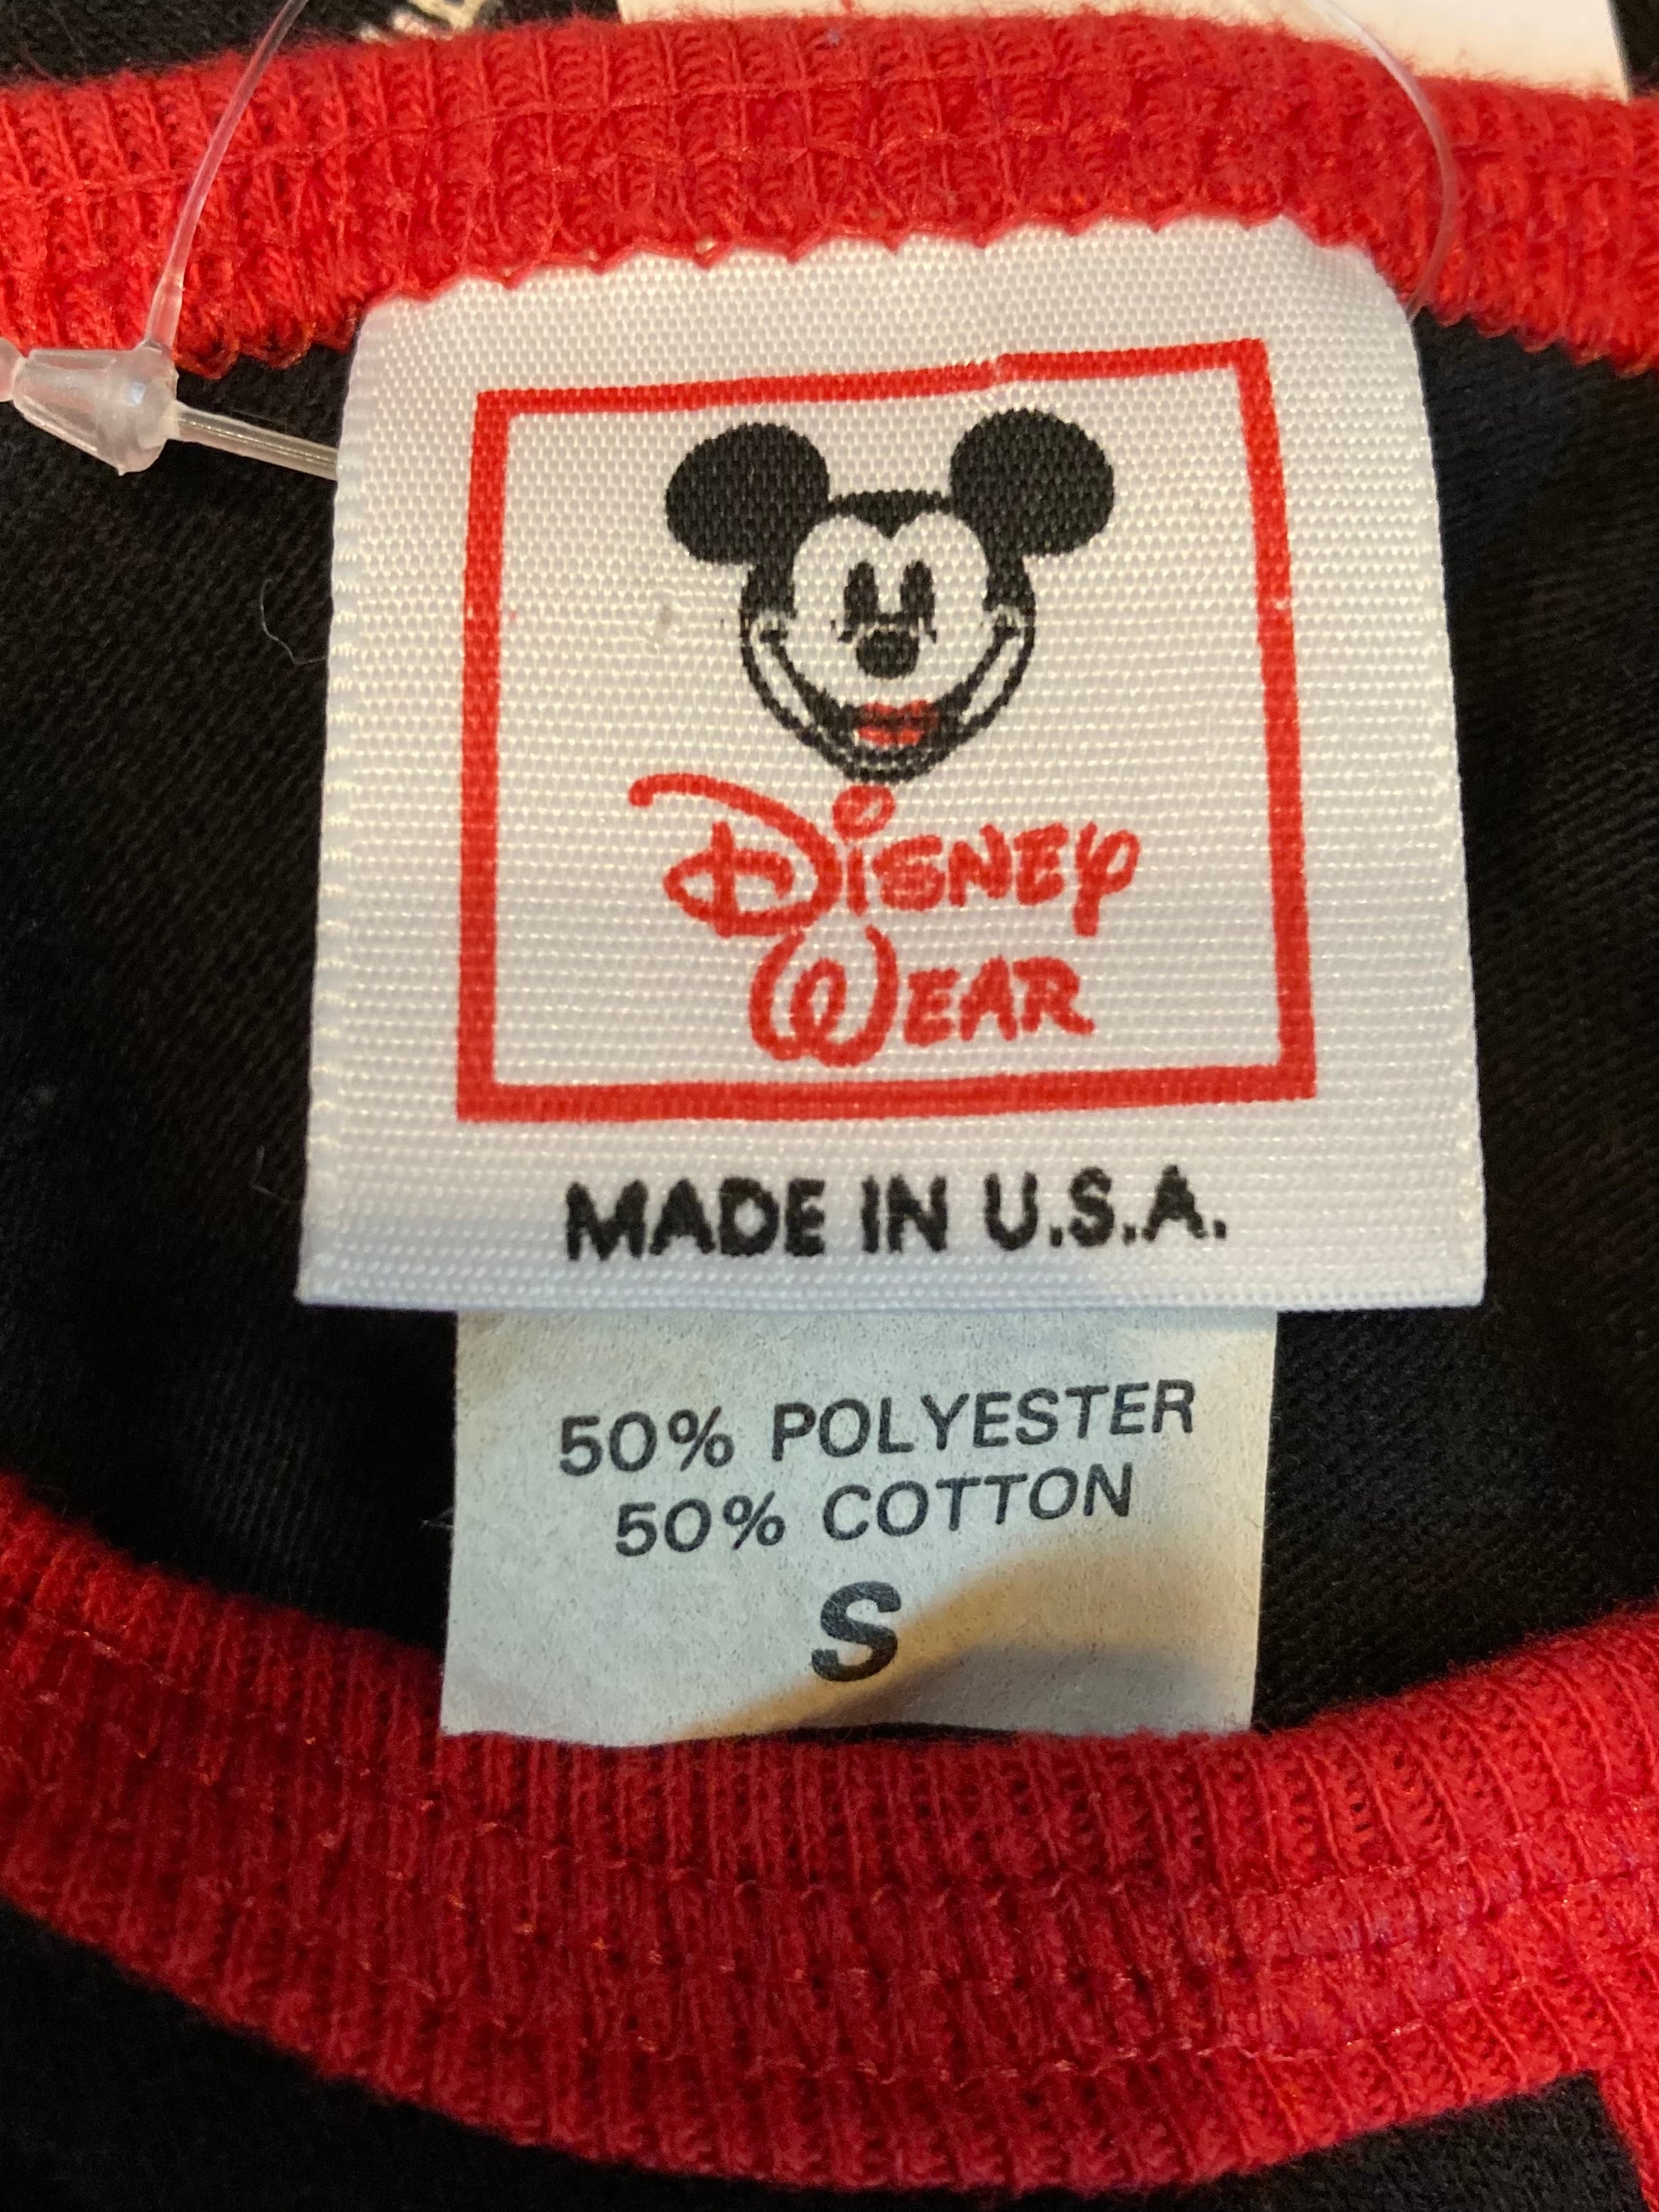 Disney
Wear
MADE IN U.S.A.
50% POLYESTER
50% COTTON
S